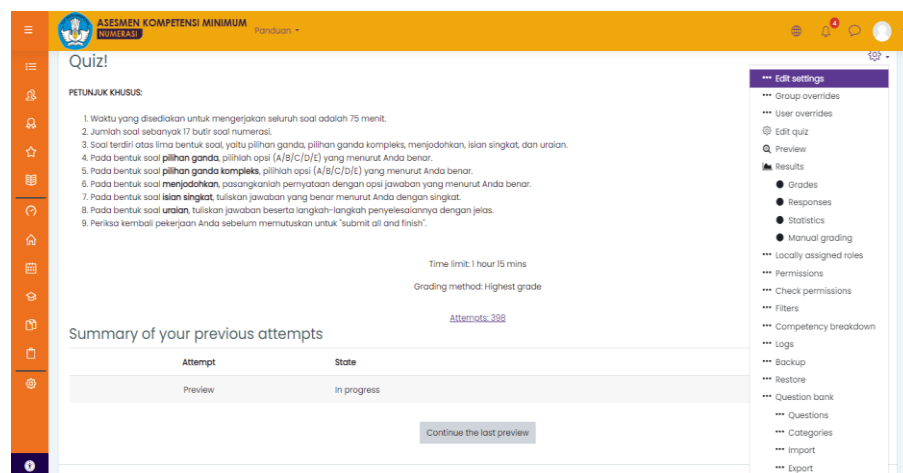 ASESMEN KOMPETENSI MINIMUM
NUMERASI
Panduan
4
Quiz!
PETUNJUK KHUSUS:
1. Waktu yang disediakan untuk mengerjakan seluruh soal adalah 75 menit.
2. Jumlah soal sebanyak 17 butir soal numerasi.
3. Soal terdiri atas lima bentuk soal, yaitu pilihan ganda, pilihan ganda kompleks, menjodohkan, isian singkat, dan uraian.
4. Pada bentuk soal pilihan ganda, pilihlah opsi (A/B/C/D/E) yang menurut Anda benar.
5. Pada bentuk soal pilihan ganda kompleks, pilihlah opsi (A/B/C/D/E) yang menurut Anda benar.
6. Pada bentuk soal menjodohkan, pasangkanlah pernyataan dengan opsi jawaban yang menurut Anda benar.
7. Pada bentuk soal isian singkat, tuliskan jawaban yang benar menurut Anda dengan singkat.
8. Pada bentuk soal uraian, tuliskan jawaban beserta langkah-langkah penyelesaiannya dengan jelas.
9. Periksa kembali pekerjaan Anda sebelum memutuskan untuk "submit all and finish".
Time limit: 1 hour 15 mins
Grading method: Highest grade
Attempts: 398
Summary of your previous attempts
Attempt State
Preview In progress
Continue the last preview
Edit settings
Group overrides
User overrides
Edit quiz
Preview
Results
Grades
Responses
Statistics
Manual grading
Locally assigned roles
Permissions
Check permissions
Filters
Competency breakdown
Logs
Backup
Restore
Question bank
Questions
Categories
Import
Export